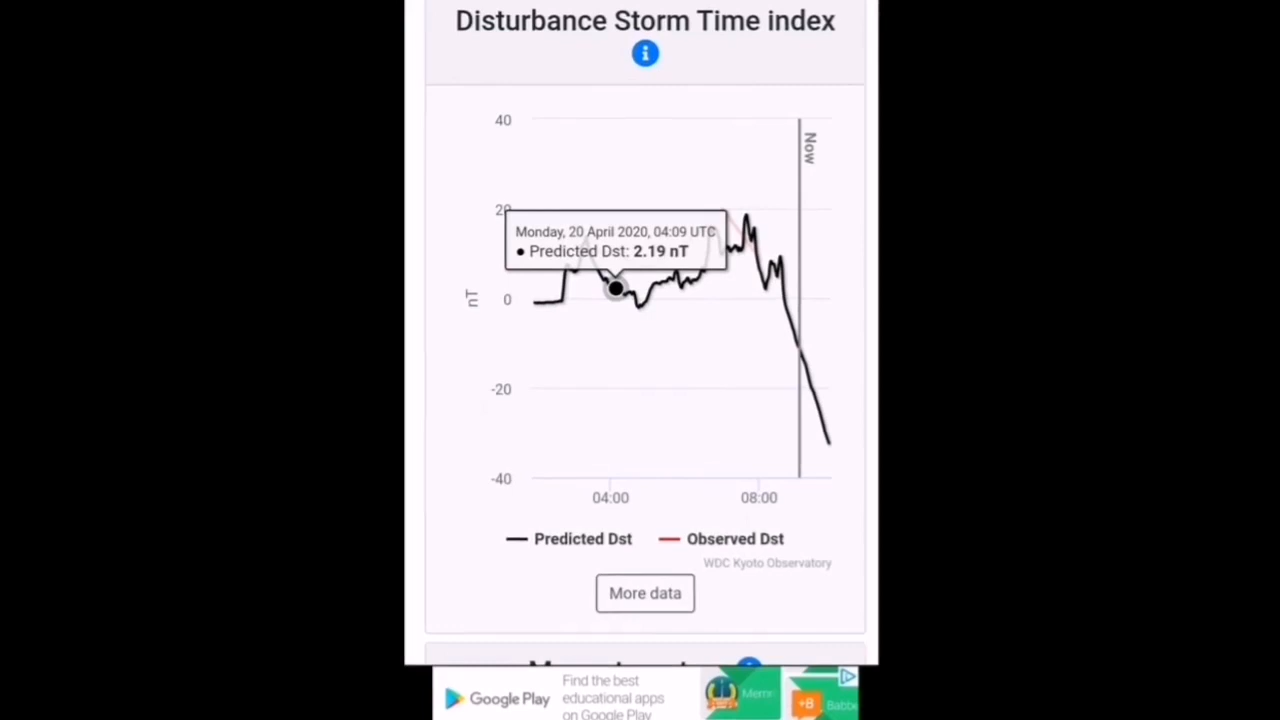 Disturbance Storm Time index
i
40
Now
20
Monday, 20 April 2020, 04:09 UTC
● Predicted Dst: 2.19 nT
nT
0
-20
-40
04:00
08:00
Predicted Dst
Observed Dst
WDC Kyoto Observatory
More data
Google Play
Find the best
educational apps
on Google Play
+8